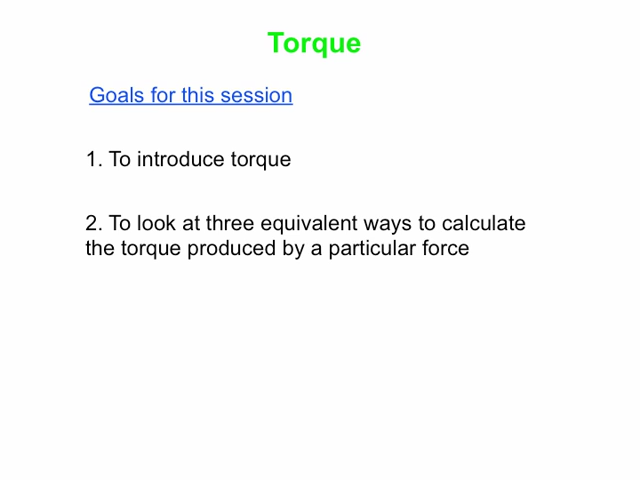 Torque
Goals for this session
1. To introduce torque
2. To look at three equivalent ways to calculate
the torque produced by a particular force